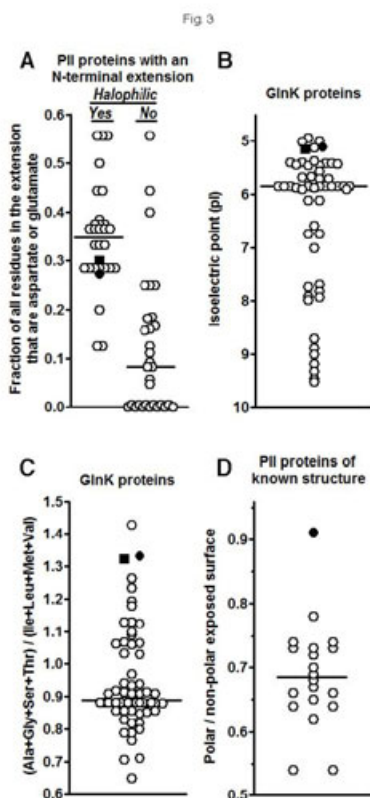 Fig 3
A
PII proteins with an
N-terminal extension
Halophilic
Yes No
Fraction of all residues in the extension
that are aspartate or glutamate
0.6
0.5
0.4
0.3
0.2
0.1
0.0
B
GlnK proteins
Isoelectric point (pI)
5
6
7
8
9
10
C
GlnK proteins
(Ala+Gly+Ser+Thr) / (Ile+Leu+Met+Val)
1.5
1.4
1.3
1.2
1.1
1.0
0.9
0.8
0.7
0.6
D
PII proteins of
known structure
Polar / non-polar exposed surface
0.9
0.8
0.7
0.6
0.5